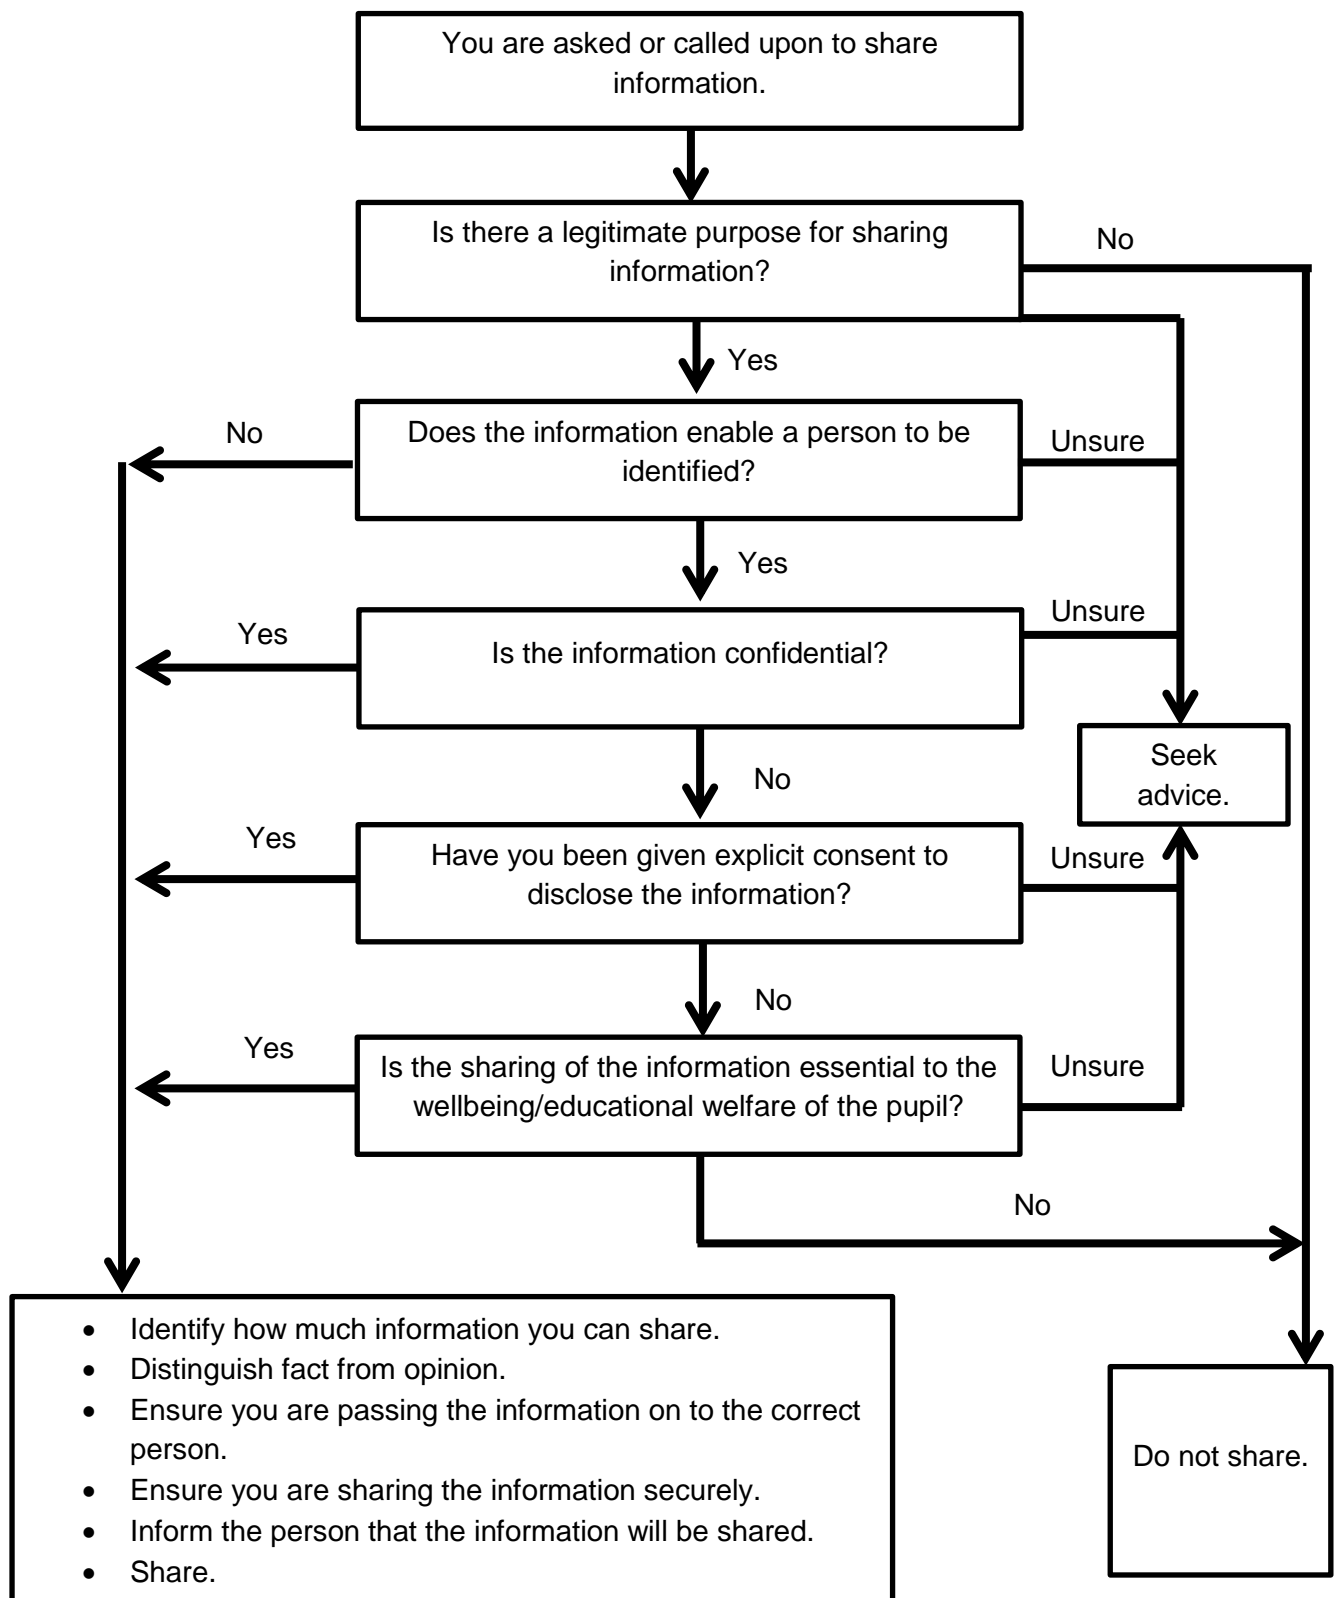 You are asked or called upon to share
information.
Is there a legitimate purpose for sharing
information?
No
Yes
No
Does the information enable a person to be
identified?
Unsure
Yes
Yes
Is the information confidential?
Unsure
No
Seek
advice.
Yes
Have you been given explicit consent to
disclose the information?
Unsure
No
Yes
Is the sharing of the information essential to the
wellbeing/educational welfare of the pupil?
Unsure
No
• Identify how much information you can share.
• Distinguish fact from opinion.
• Ensure you are passing the information on to the correct
person.
• Ensure you are sharing the information securely.
• Inform the person that the information will be shared.
• Share.
Do not share.